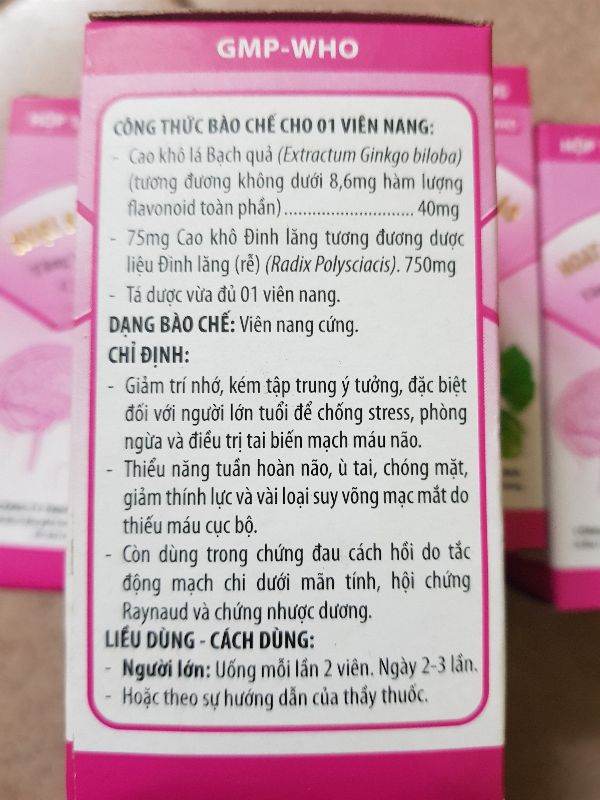 GMP-WHO
CÔNG THỨC BÀO CHẾ CHO 01 VIÊN NANG:
- Cao khô lá Bạch quả (Extractum Ginkgo biloba)
(tương đương không dưới 8,6mg hàm lượng
flavonoid toàn phần)........................... 40mg
- 75mg Cao khô Đinh lăng tương đương dược
liệu Đinh lăng (rễ) (Radix Polysciacis). 750mg
- Tá dược vừa đủ 01 viên nang.
DẠNG BÀO CHẾ: Viên nang cứng.
CHỈ ĐỊNH:
- Giảm trí nhớ, kém tập trung ý tưởng, đặc biệt
đối với người lớn tuổi để chống stress, phòng
ngừa và điều trị tai biến mạch máu não.
- Thiểu năng tuần hoàn não, ù tai, chóng mặt,
giảm thính lực và vài loại suy võng mạc mắt do
thiếu máu cục bộ.
- Còn dùng trong chứng đau cách hồi do tắc
động mạch chi dưới mãn tính, hội chứng
Raynaud và chứng nhược dương.
LIỀU DÙNG - CÁCH DÙNG:
- Người lớn: Uống mỗi lần 2 viên. Ngày 2-3 lần.
- Hoặc theo sự hướng dẫn của thầy thuốc.
HỘP
HOẠT
HỘP
HOẠT